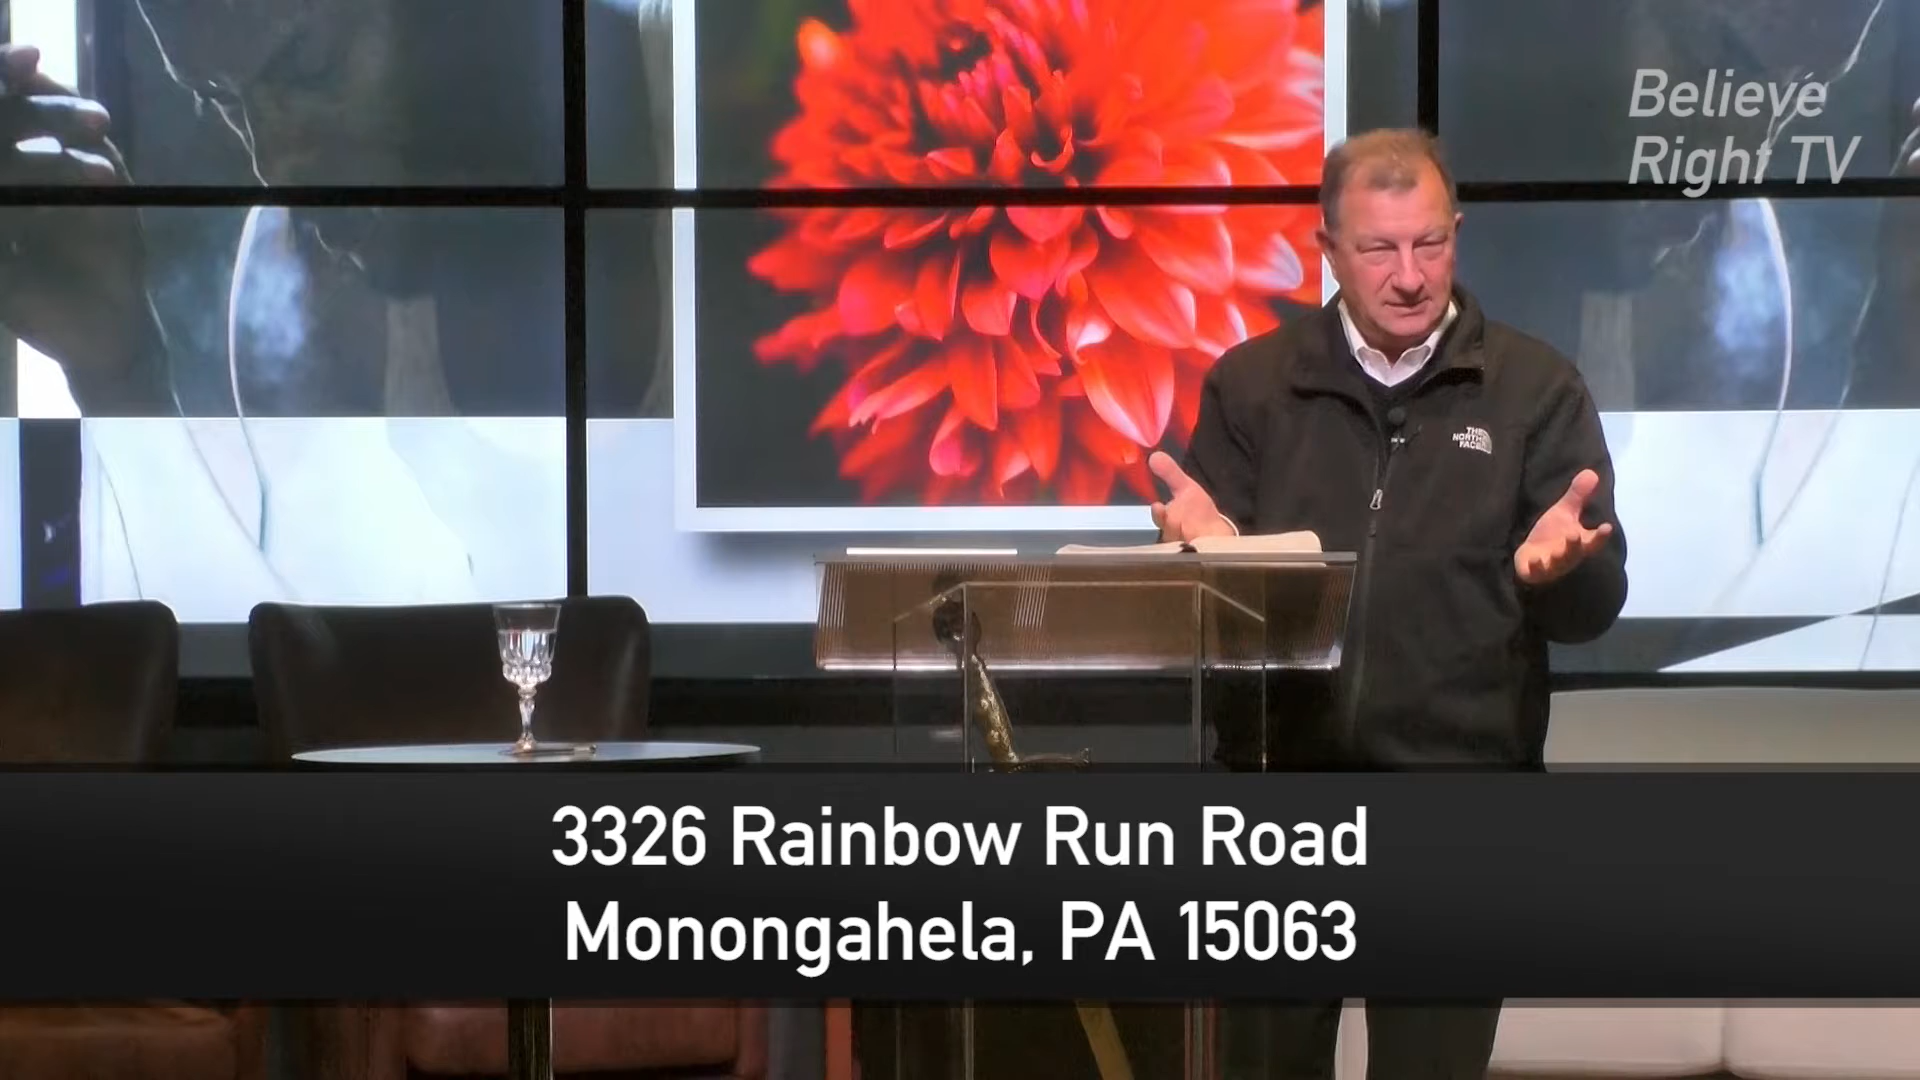 Believe
Right TV
THE
NORTH
FACE
3326 Rainbow Run Road
Monongahela, PA 15063